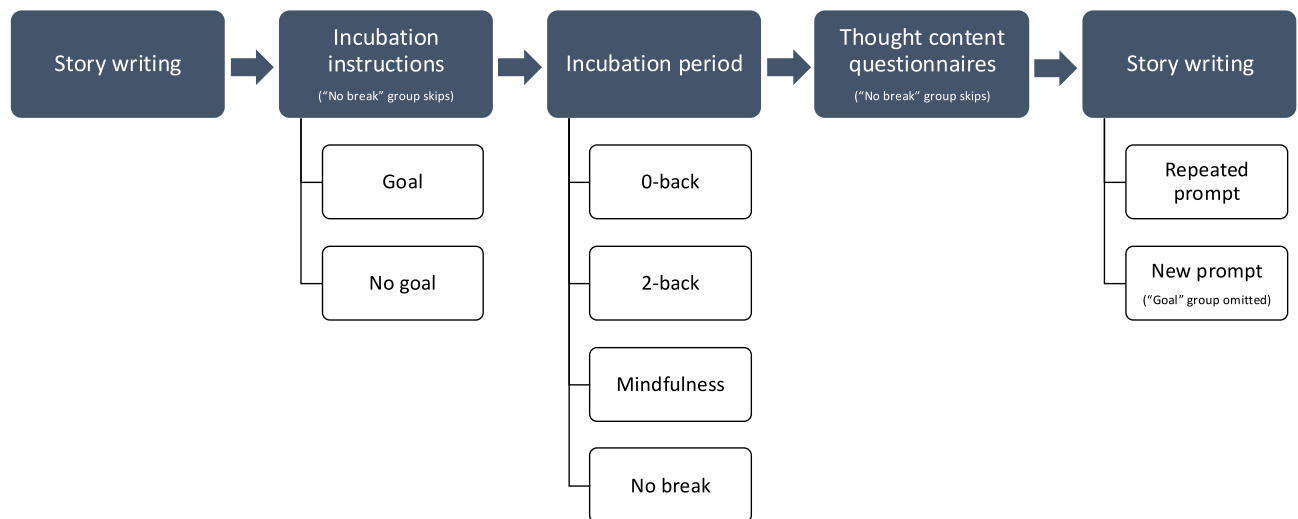 Story writing
Incubation
instructions
(“No break” group skips)
Goal
No goal
Incubation period
0-back
2-back
Mindfulness
No break
Thought content
questionnaires
(“No break” group skips)
Story writing
Repeated
prompt
New prompt
(“Goal” group omitted)